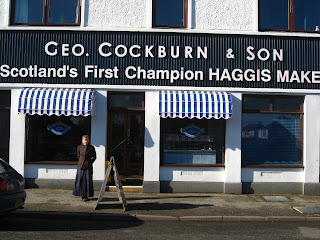 GEO. COCKBURN & SON
Scotland's First Champion HAGGIS MAKE